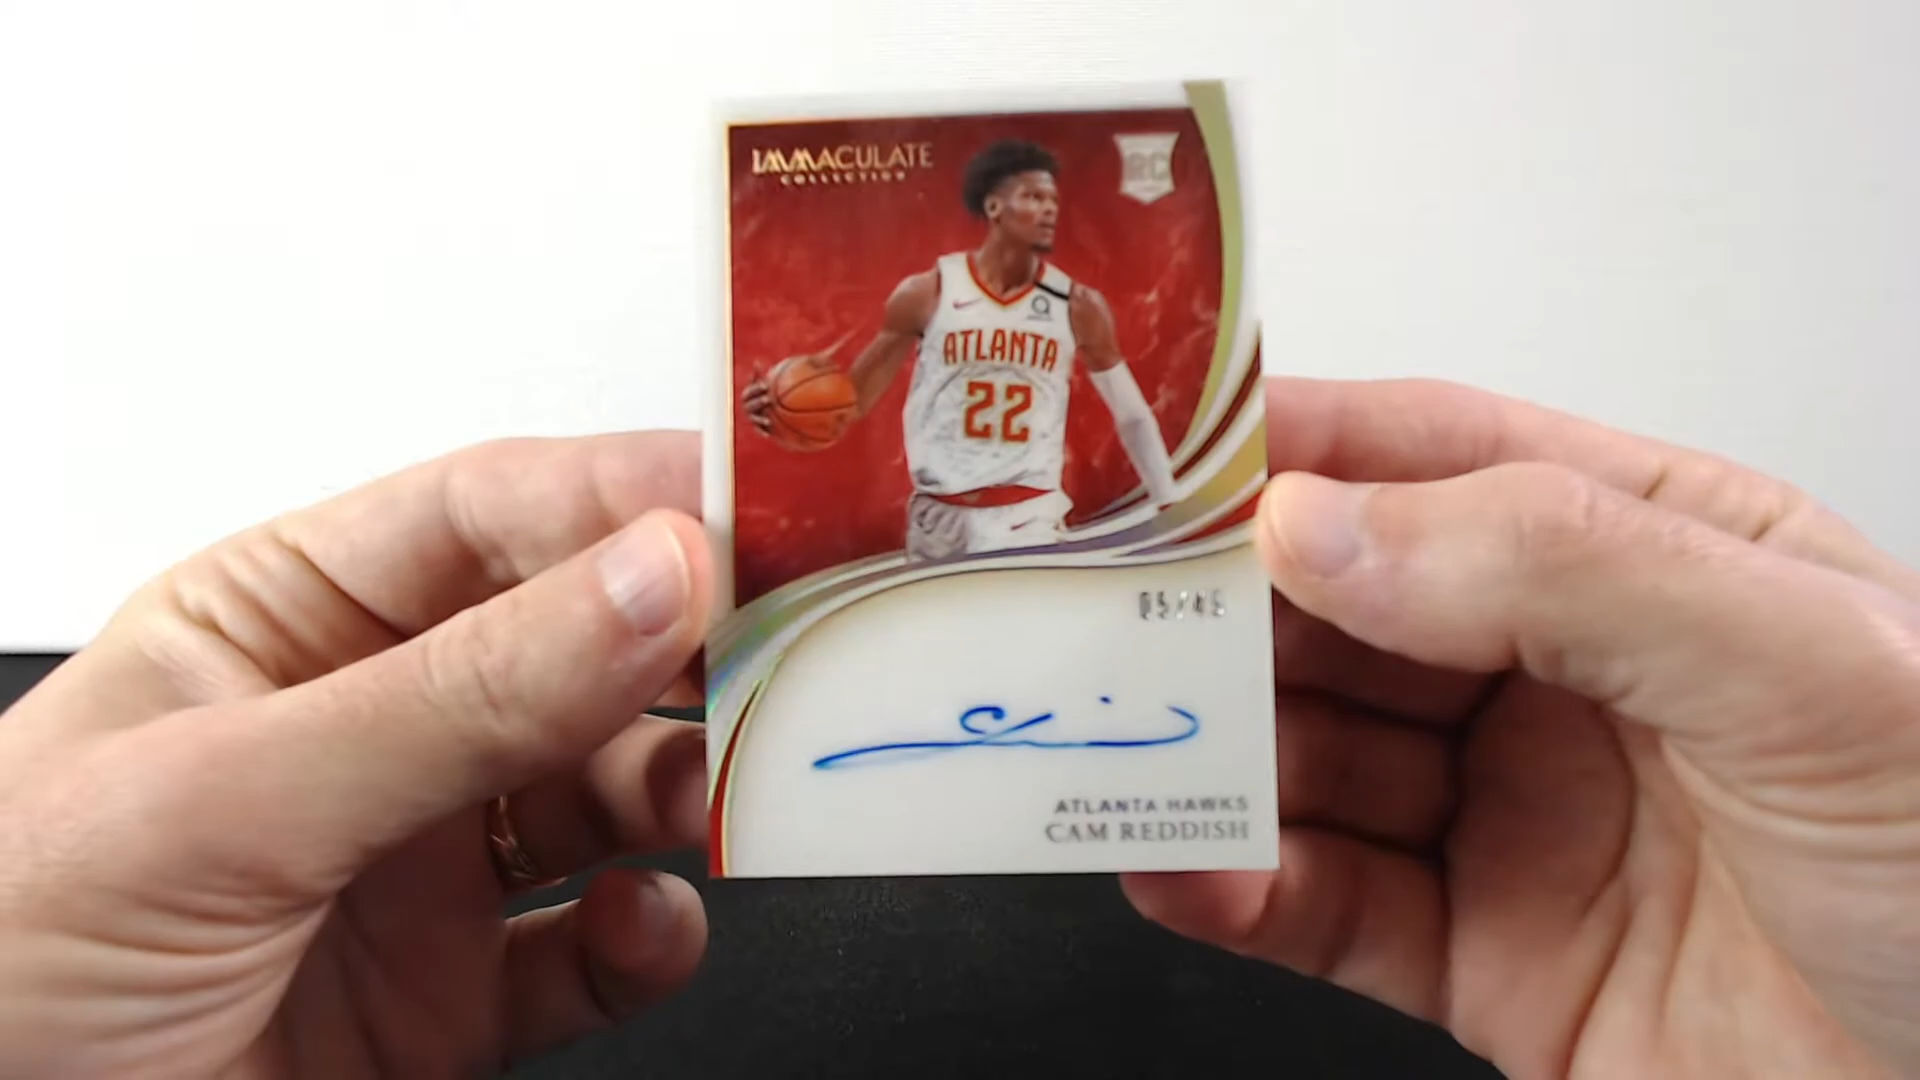 IMMACULATE
COLLECTION
RC
ATLANTA
22
ATLANTA HAWKS
CAM REDDISH